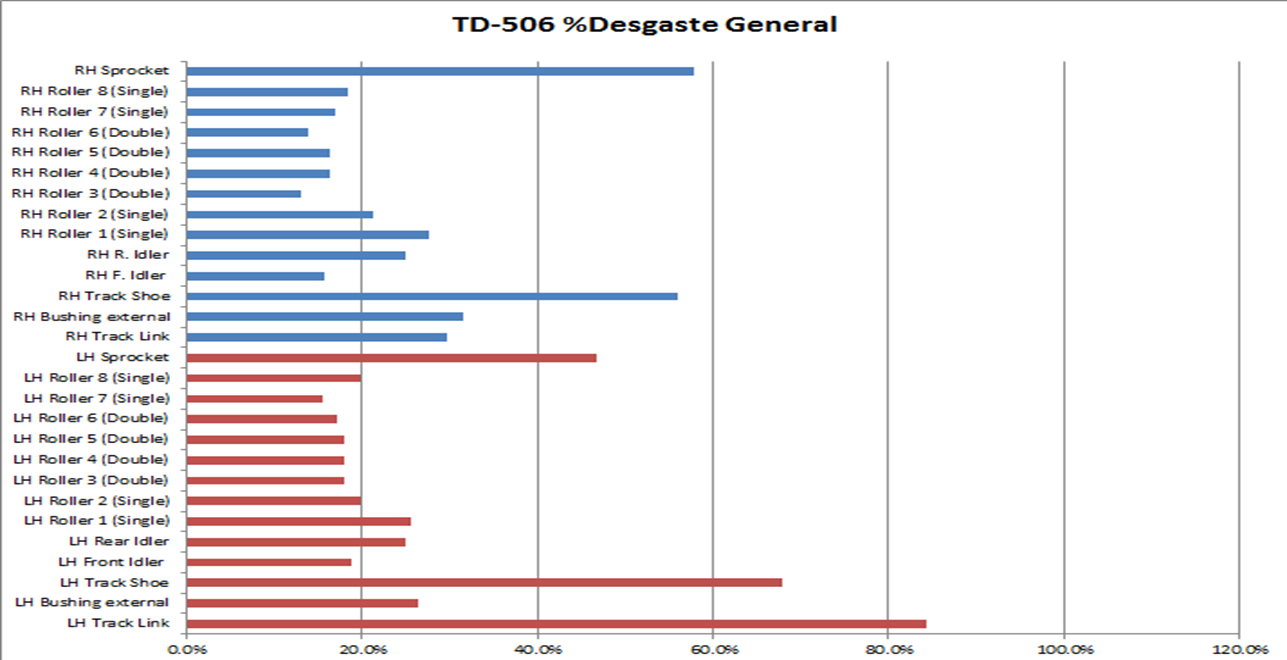 TD-506 %Desgaste General
RH Sprocket
RH Roller 8 (Single)
RH Roller 7 (Single)
RH Roller 6 (Double)
RH Roller 5 (Double)
RH Roller 4 (Double)
RH Roller 3 (Double)
RH Roller 2 (Single)
RH Roller 1 (Single)
RH R. Idler
RH F. Idler
RH Track Shoe
RH Bushing external
RH Track Link
LH Sprocket
LH Roller 8 (Single)
LH Roller 7 (Single)
LH Roller 6 (Double)
LH Roller 5 (Double)
LH Roller 4 (Double)
LH Roller 3 (Double)
LH Roller 2 (Single)
LH Roller 1 (Single)
LH Rear Idler
LH Front Idler
LH Track Shoe
LH Bushing external
LH Track Link
0.0% 20.0% 40.0% 60.0% 80.0% 100.0% 120.0%